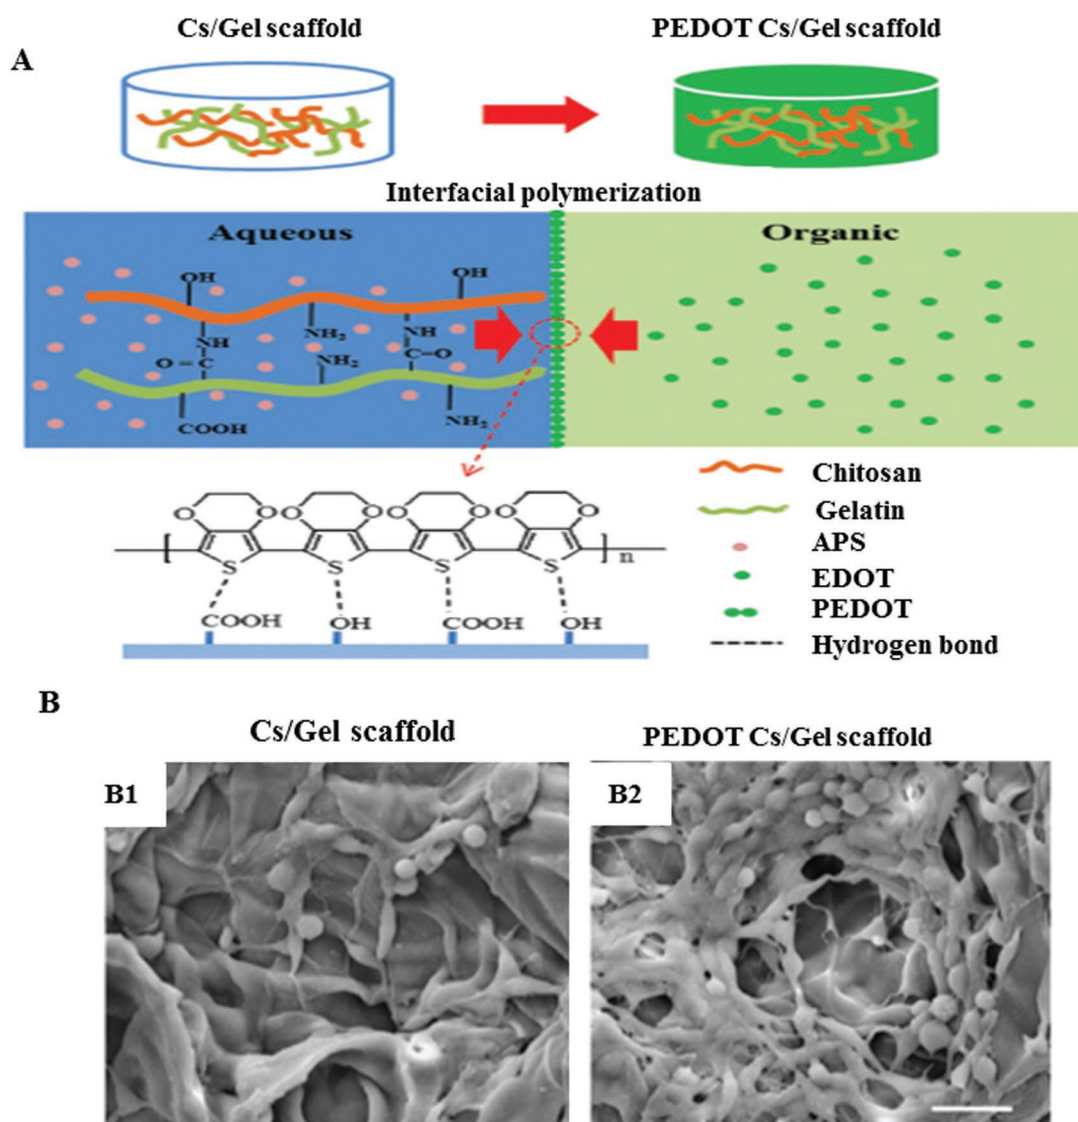 A
Cs/Gel scaffold
PEDOT Cs/Gel scaffold
Interfacial polymerization
Aqueous
Organic
OH
OH
NH
NH₂
NH
O = C
NH₂
C-O
COOH
NH₂
O O O O O O O O
S S S S
n
COOH
OH
COOH
OH
Chitosan
Gelatin
APS
EDOT
PEDOT
Hydrogen bond
B
Cs/Gel scaffold
PEDOT Cs/Gel scaffold
B1
B2